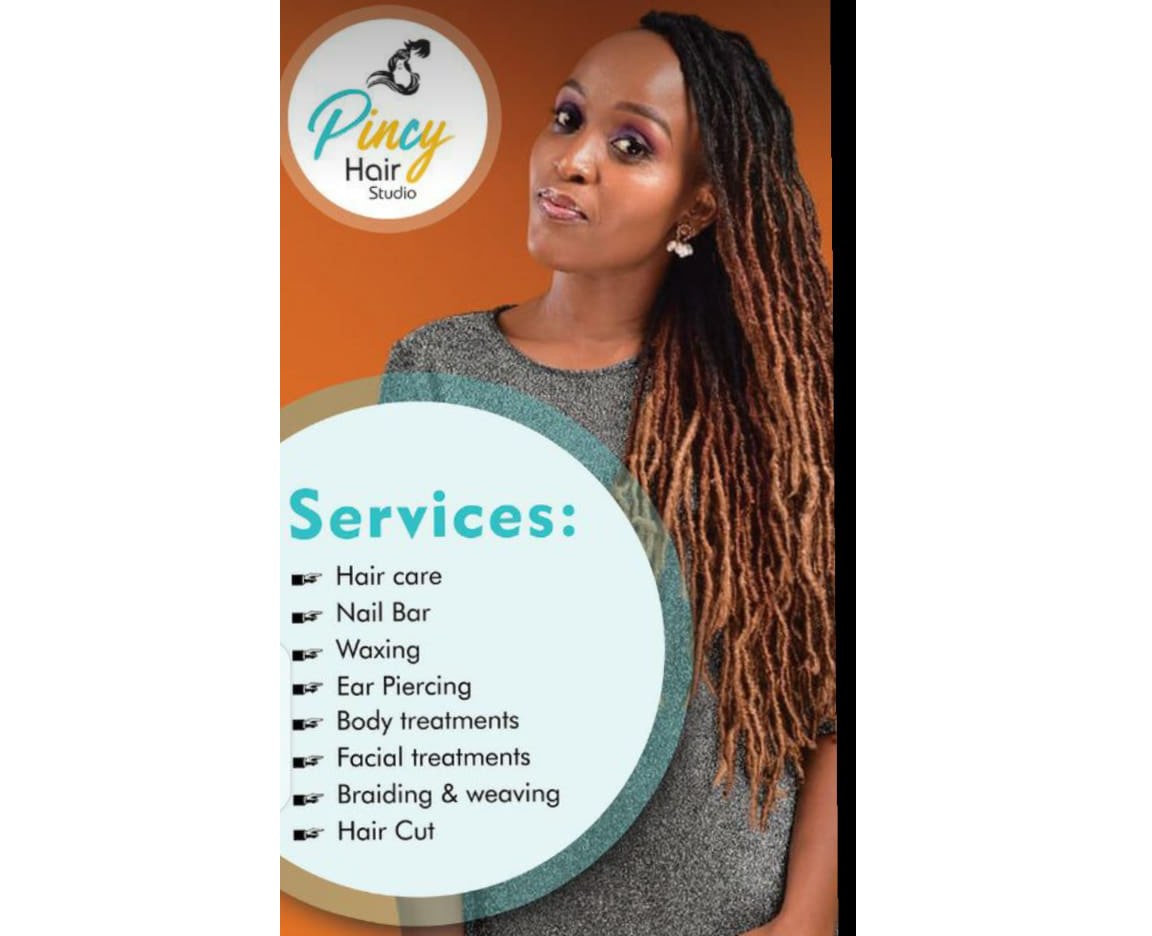 Pincy
Hair
Studio
Services:
Hair care
Nail Bar
Waxing
Ear Piercing
Body treatments
Facial treatments
Braiding & weaving
Hair Cut